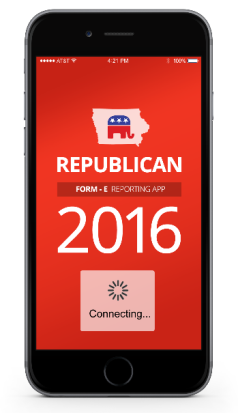 AT&T 4:21 PM 100%
REPUBLICAN
FORM - E REPORTING APP
2016
Connecting...